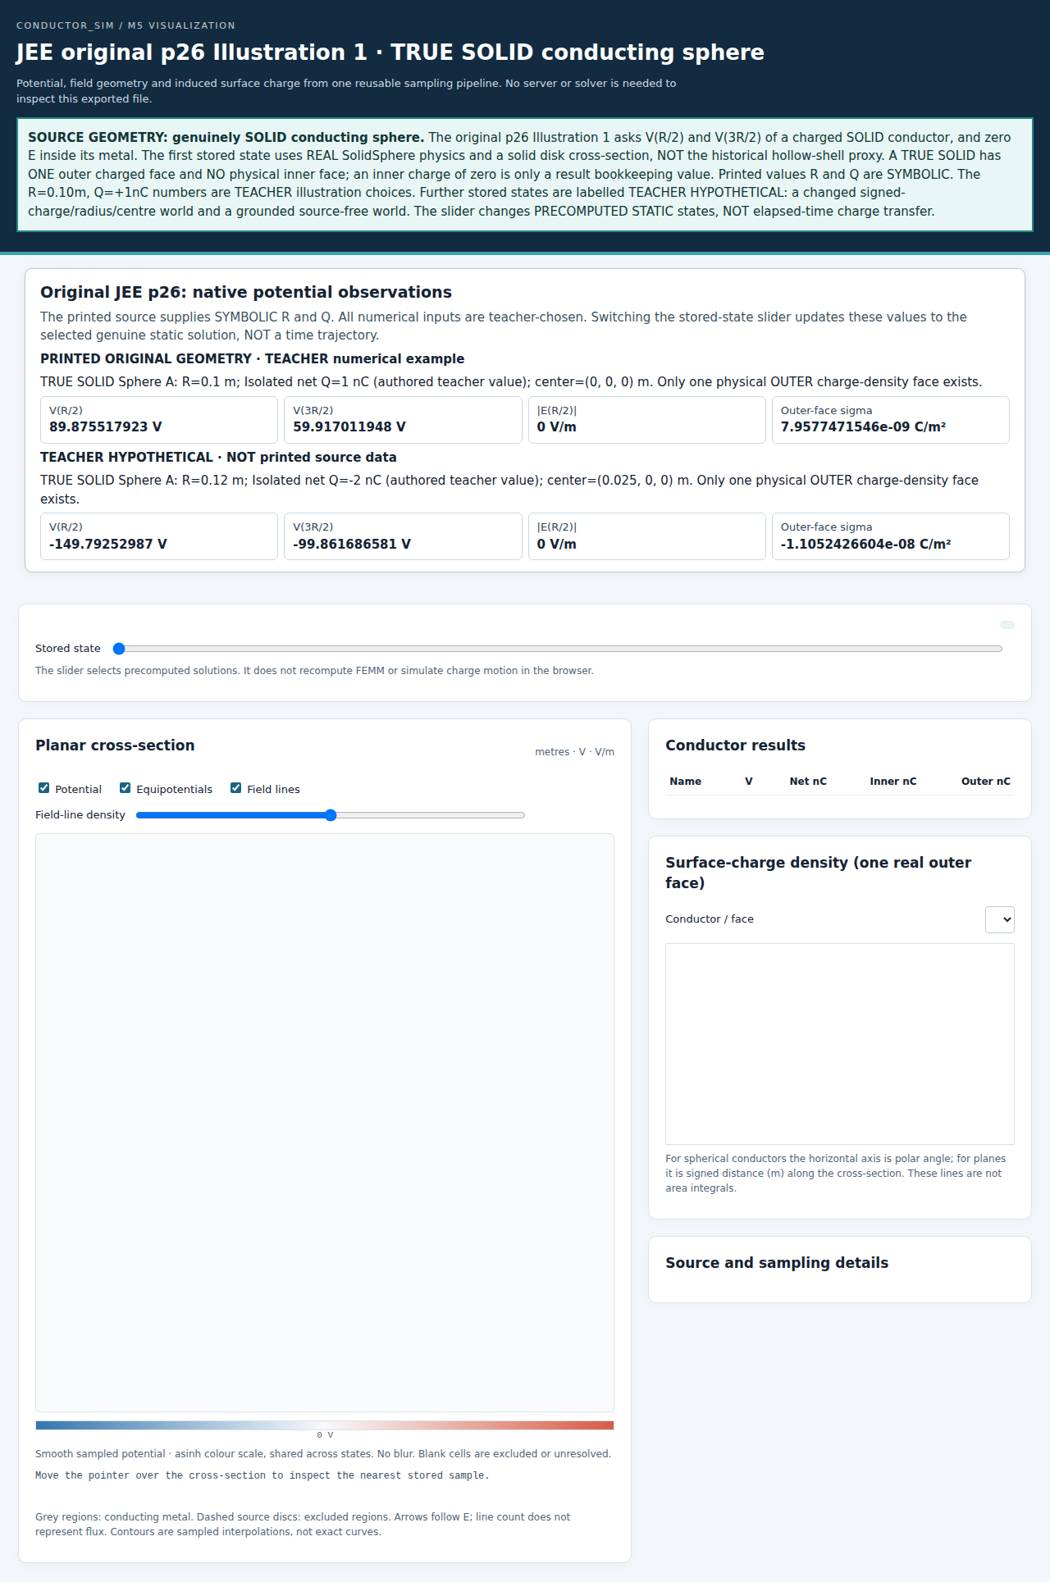 CONDUCTOR_SIM / M5 VISUALIZATION
JEE original p26 Illustration 1 · TRUE SOLID conducting sphere
Potential, field geometry and induced surface charge from one reusable sampling pipeline. No server or solver is needed to
inspect this exported file.
SOURCE GEOMETRY: genuinely SOLID conducting sphere. The original p26 Illustration 1 asks V(R/2) and V(3R/2) of a charged SOLID conductor, and zero
E inside its metal. The first stored state uses REAL SolidSphere physics and a solid disk cross-section, NOT the historical hollow-shell proxy. A TRUE SOLID has
ONE outer charged face and NO physical inner face; an inner charge of zero is only a result bookkeeping value. Printed values R and Q are SYMBOLIC. The
R=0.10m, Q=+1nC numbers are TEACHER illustration choices. Further stored states are labelled TEACHER HYPOTHETICAL: a changed signed-
charge/radius/centre world and a grounded source-free world. The slider changes PRECOMPUTED STATIC states, NOT elapsed-time charge transfer.
Original JEE p26: native potential observations
The printed source supplies SYMBOLIC R and Q. All numerical inputs are teacher-chosen. Switching the stored-state slider updates these values to the
selected genuine static solution, NOT a time trajectory.
PRINTED ORIGINAL GEOMETRY · TEACHER numerical example
TRUE SOLID Sphere A: R=0.1 m; Isolated net Q=1 nC (authored teacher value); center=(0, 0, 0) m. Only one physical OUTER charge-density face exists.
V(R/2)
89.875517923 V
V(3R/2)
59.917011948 V
|E(R/2)|
0 V/m
Outer-face sigma
7.9577471546e-09 C/m²
TEACHER HYPOTHETICAL · NOT printed source data
TRUE SOLID Sphere A: R=0.12 m; Isolated net Q=-2 nC (authored teacher value); center=(0.025, 0, 0) m. Only one physical OUTER charge-density face
exists.
V(R/2)
-149.79252987 V
V(3R/2)
-99.861686581 V
|E(R/2)|
0 V/m
Outer-face sigma
-1.1052426604e-08 C/m²
Stored state
The slider selects precomputed solutions. It does not recompute FEMM or simulate charge motion in the browser.
Planar cross-section
metres · V · V/m
Potential Equipotentials Field lines
Field-line density
0 V
Smooth sampled potential · asinh colour scale, shared across states. No blur. Blank cells are excluded or unresolved.
Move the pointer over the cross-section to inspect the nearest stored sample.
Grey regions: conducting metal. Dashed source discs: excluded regions. Arrows follow E; line count does not
represent flux. Contours are sampled interpolations, not exact curves.
Conductor results
Name V Net nC Inner nC Outer nC
Surface-charge density (one real outer
face)
Conductor / face
For spherical conductors the horizontal axis is polar angle; for planes
it is signed distance (m) along the cross-section. These lines are not
area integrals.
Source and sampling details